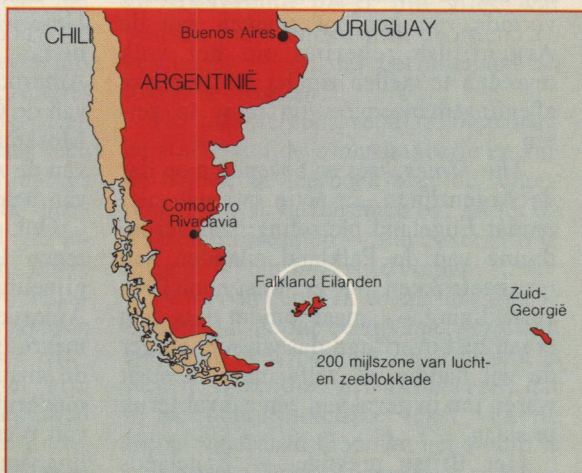 CHILI
Buenos Aires
URUGUAY
ARGENTINIË
Comodoro
Rivadavia
Falkland Eilanden
Zuid-
Georgië
200 mijlszone van lucht-
en zeeblokkade